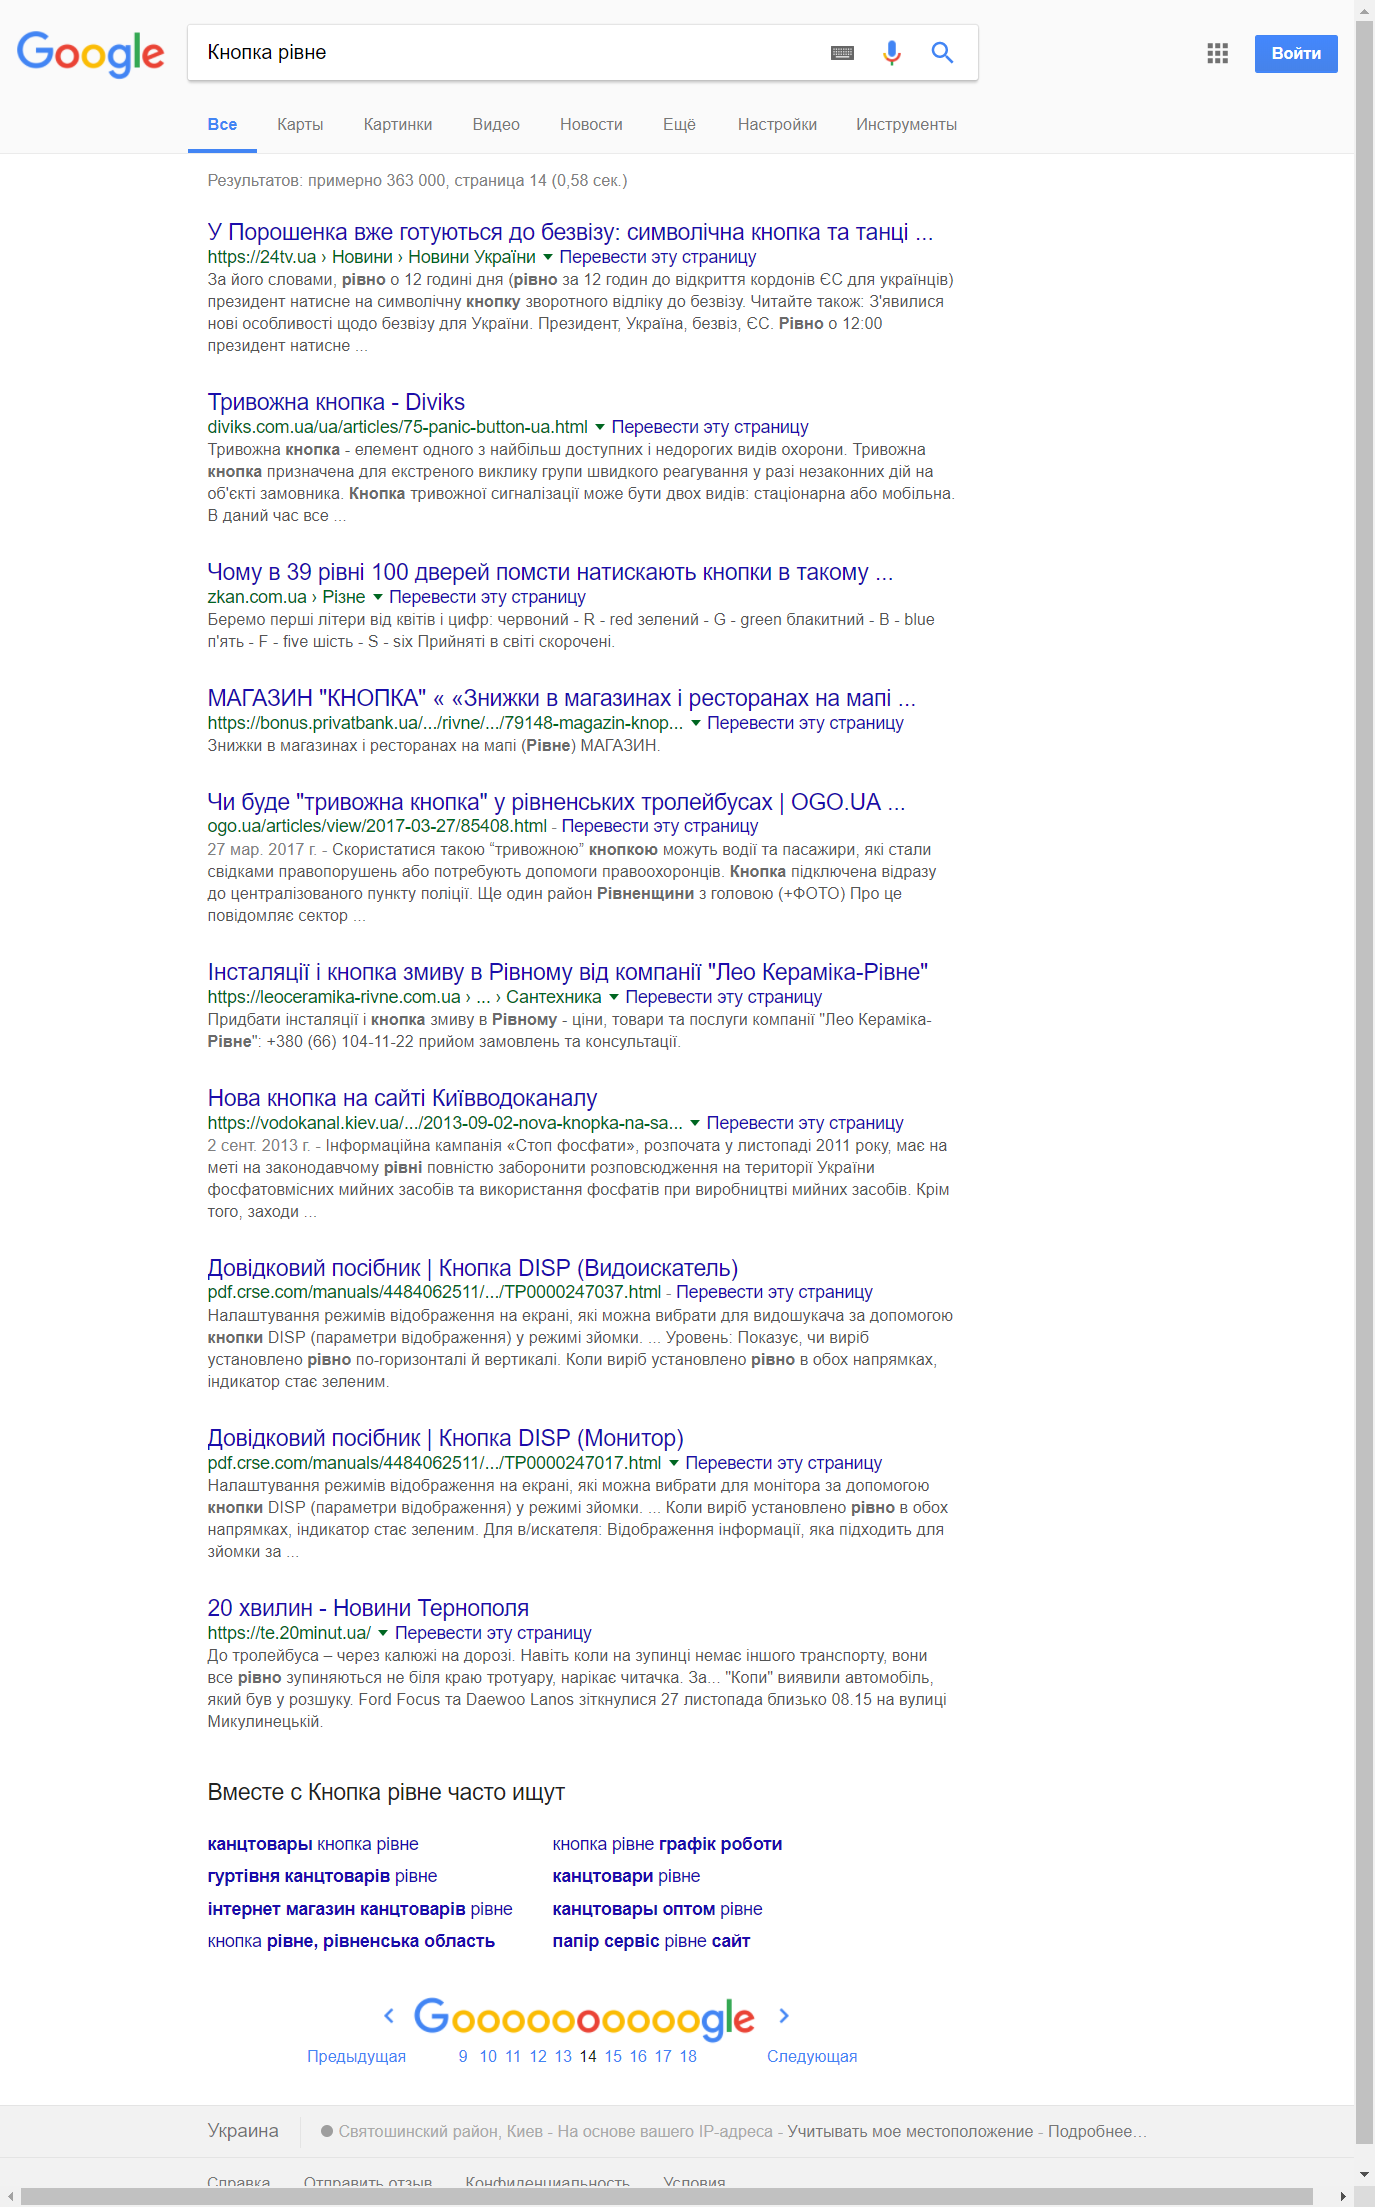 Google
Кнопка рівне
Войти
Все Карты Картинки Видео Новости Ещё Настройки Инструменты
Результатов: примерно 363 000, страница 14 (0,58 сек.)
У Порошенка вже готуються до безвізу: символічна кнопка та танці ...
https://24tv.ua › Новини › Новини України Перевести эту страницу
За його словами, рівно о 12 годині дня (рівно за 12 годин до відкриття кордонів ЄС для українців)
президент натисне на символічну кнопку зворотного відліку до безвізу. Читайте також: З'явилися
нові особливості щодо безвізу для України. Президент, Україна, безвіз, ЄС. Рівно о 12:00
президент натисне ...
Тривожна кнопка - Diviks
diviks.com.ua/ua/articles/75-panic-button-ua.html Перевести эту страницу
Тривожна кнопка - елемент одного з найбільш доступних і недорогих видів охорони. Тривожна
кнопка призначена для екстреного виклику групи швидкого реагування у разі незаконних дій на
об'єкті замовника. Кнопка тривожної сигналізації може бути двох видів: стаціонарна або мобільна.
В даний час все ...
Чому в 39 рівні 100 дверей помсти натискають кнопки в такому ...
zkan.com.ua › Різне Перевести эту страницу
Беремо перші літери від квітів і цифр: червоний - R - red зелений - G - green блакитний - B - blue
п'ять - F - five шість - S - six Прийняті в світі скорочені.
МАГАЗИН "КНОПКА" « «Знижки в магазинах і ресторанах на мапі ...
https://bonus.privatbank.ua/.../rivne/.../79148-magazin-knop... Перевести эту страницу
Знижки в магазинах і ресторанах на мапі (Рівне) МАГАЗИН.
Чи буде "тривожна кнопка" у рівненських тролейбусах | OGO.UA ...
ogo.ua/articles/view/2017-03-27/85408.html - Перевести эту страницу
27 мар. 2017 г. - Скористатися такою “тривожною” кнопкою можуть водії та пасажири, які стали
свідками правопорушень або потребують допомоги правоохоронців. Кнопка підключена відразу
до централізованого пункту поліції. Ще один район Рівненщини з головою (+ФОТО) Про це
повідомляє сектор ...
Інсталяції і кнопка змиву в Рівному від компанії "Лео Кераміка-Рівне"
https://leoceramika-rivne.com.ua › ... › Сантехника Перевести эту страницу
Придбати інсталяції і кнопка змиву в Рівному - ціни, товари та послуги компанії "Лео Кераміка-
Рівне": +380 (66) 104-11-22 прийом замовлень та консультації.
Нова кнопка на сайті Київводоканалу
https://vodokanal.kiev.ua/.../2013-09-02-nova-knopka-na-sa... Перевести эту страницу
2 сент. 2013 г. - Інформаційна кампанія «Стоп фосфати», розпочата у листопаді 2011 року, має на
меті на законодавчому рівні повністю заборонити розповсюдження на території України
фосфатовмісних мийних засобів та використання фосфатів при виробництві мийних засобів. Крім
того, заходи ...
Довідковий посібник | Кнопка DISP (Видоискатель)
pdf.crse.com/manuals/4484062511/.../TP0000247037.html - Перевести эту страницу
Налаштування режимів відображення на екрані, які можна вибрати для видошукача за допомогою
кнопки DISP (параметри відображення) у режимі зйомки. ... Уровень: Показує, чи виріб
установлено рівно по-горизонталі й вертикалі. Коли виріб установлено рівно в обох напрямках,
індикатор стає зеленим.
Довідковий посібник | Кнопка DISP (Монитор)
pdf.crse.com/manuals/4484062511/.../TP0000247017.html Перевести эту страницу
Налаштування режимів відображення на екрані, які можна вибрати для монітора за допомогою
кнопки DISP (параметри відображення) у режимі зйомки. ... Коли виріб установлено рівно в обох
напрямках, індикатор стає зеленим. Для в/искателя: Відображення інформації, яка підходить для
зйомки за ...
20 хвилин - Новини Тернополя
https://te.20minut.ua/ Перевести эту страницу
До тролейбуса – через калюжі на дорозі. Навіть коли на зупинці немає іншого транспорту, вони
все рівно зупиняються не біля краю тротуару, нарікає читачка. За... "Копи" виявили автомобіль,
який був у розшуку. Ford Focus та Daewoo Lanos зіткнулися 27 листопада близько 08.15 на вулиці
Микулинецькій.
Вместе с Кнопка рівне часто ищут
канцтовары кнопка рівне кнопка рівне графік роботи
гуртівня канцтоварів рівне канцтовари рівне
інтернет магазин канцтоварів рівне канцтовары оптом рівне
кнопка рівне, рівненська область папір сервіс рівне сайт
Goooooooooogle
Предыдущая 9 10 11 12 13 14 15 16 17 18 Следующая
Украина Святошинский район, Киев - На основе вашего IP-адреса - Учитывать мое местоположение - Подробнее…
Справка Отправить отзыв Конфиденциальность Условия